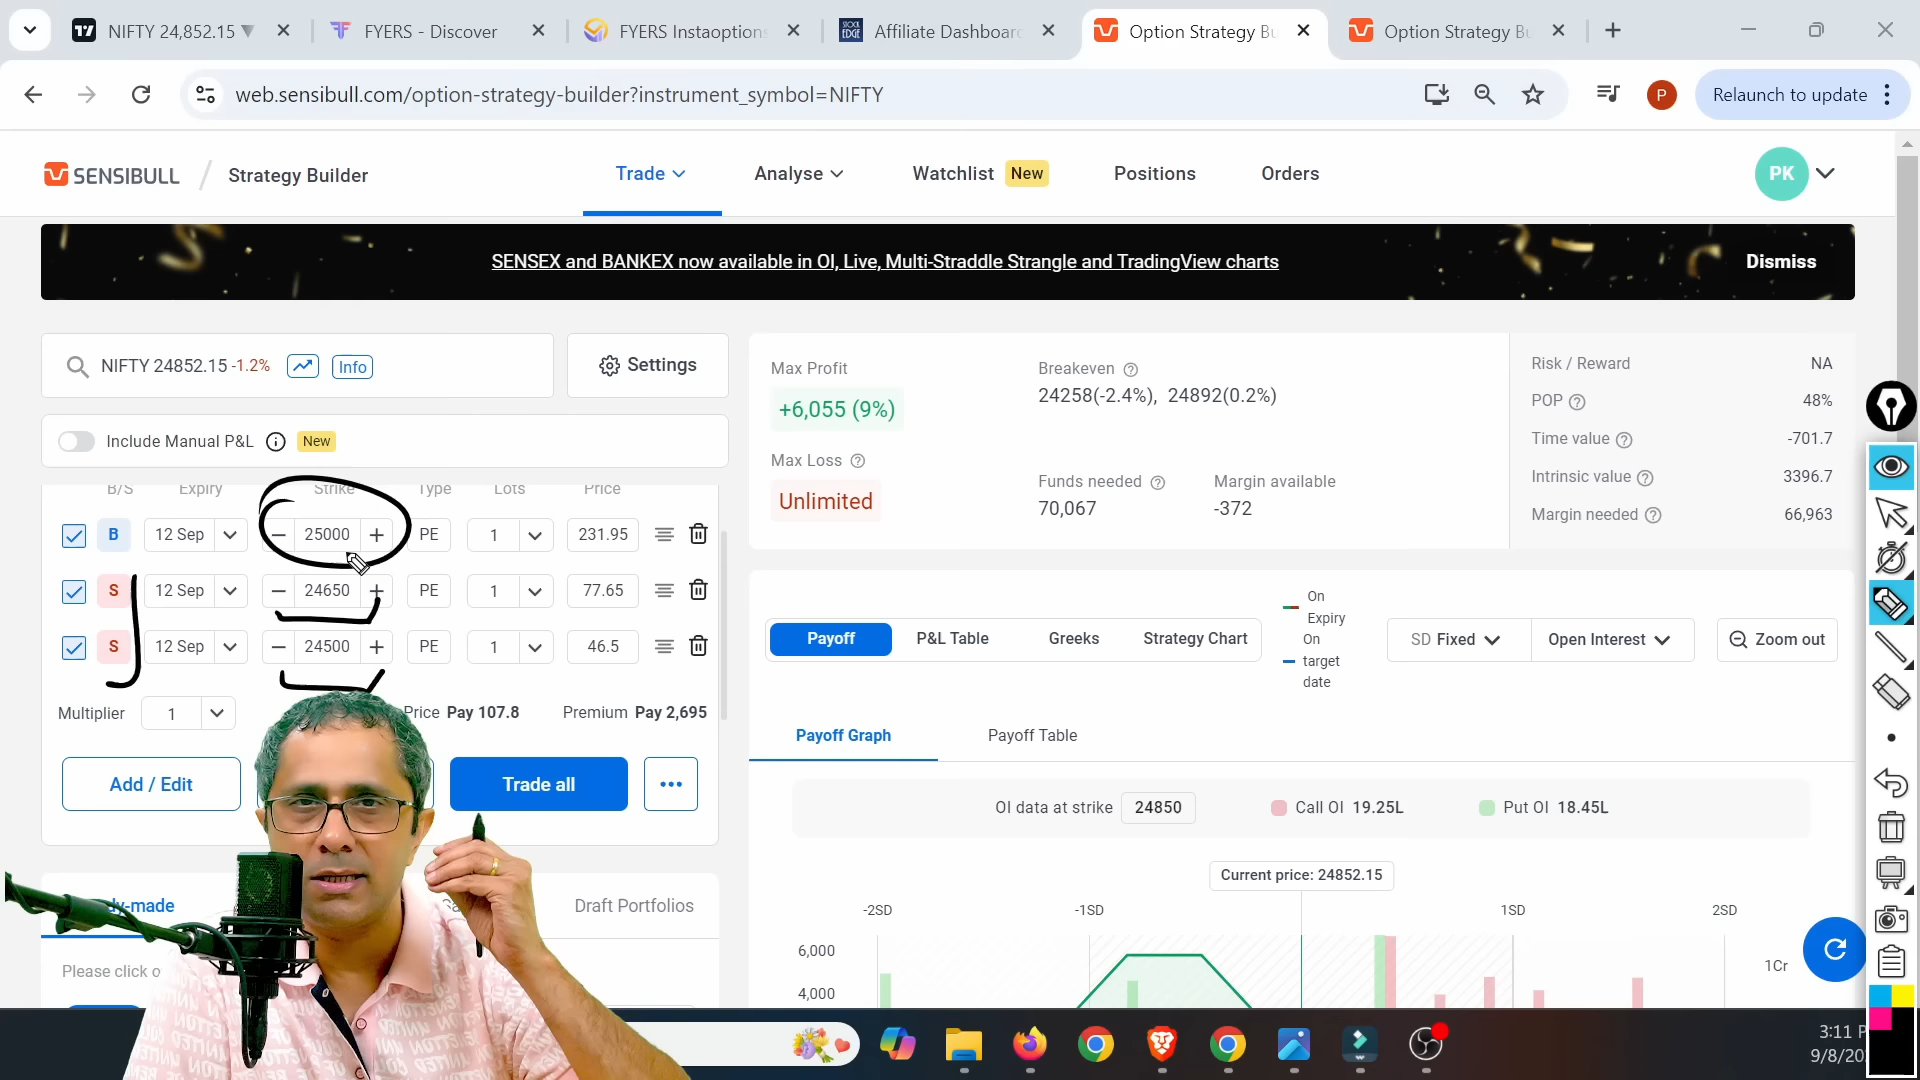 NIFTY 24,852.15
FYERS - Discover
FYERS Instaoption
Affiliate Dashboard
Option Strategy Bu
Option Strategy Bu
web.sensibull.com/option-strategy-builder?instrument_symbol=NIFTY
P
Relaunch to update
SENSIBULL / Strategy Builder
Trade
Analyse
Watchlist New
Positions
Orders
PK
SENSEX and BANKEX now available in OI, Live, Multi-Straddle Strangle and TradingView charts
Dismiss
NIFTY 24852.15 -1.2% Info
Settings
Include Manual P&L New
B/S Expiry Strike Type Lots Price
B 12 Sep 25000 PE 1 231.95
S 12 Sep 24650 PE 1 77.65
S 12 Sep 24500 PE 1 46.5
Multiplier 1 Price Pay 107.8 Premium Pay 2,695
Add / Edit
Trade all
Draft Portfolios
Please click
Max Profit
+6,055 (9%)
Max Loss
Unlimited
Breakeven
24258(-2.4%), 24892(0.2%)
Funds needed
70,067
Margin available
-372
Risk / Reward NA
POP 48%
Time value -701.7
Intrinsic value 3396.7
Margin needed 66,963
Payoff
P&L Table
Greeks
Strategy Chart
On
Expiry
On
target
date
SD Fixed
Open Interest
Zoom out
Payoff Graph
Payoff Table
OI data at strike 24850
Call OI 19.25L
Put OI 18.45L
Current price: 24852.15
-2SD -1SD 1SD 2SD
6,000
1Cr
4,000
3:11 P
9/8/20